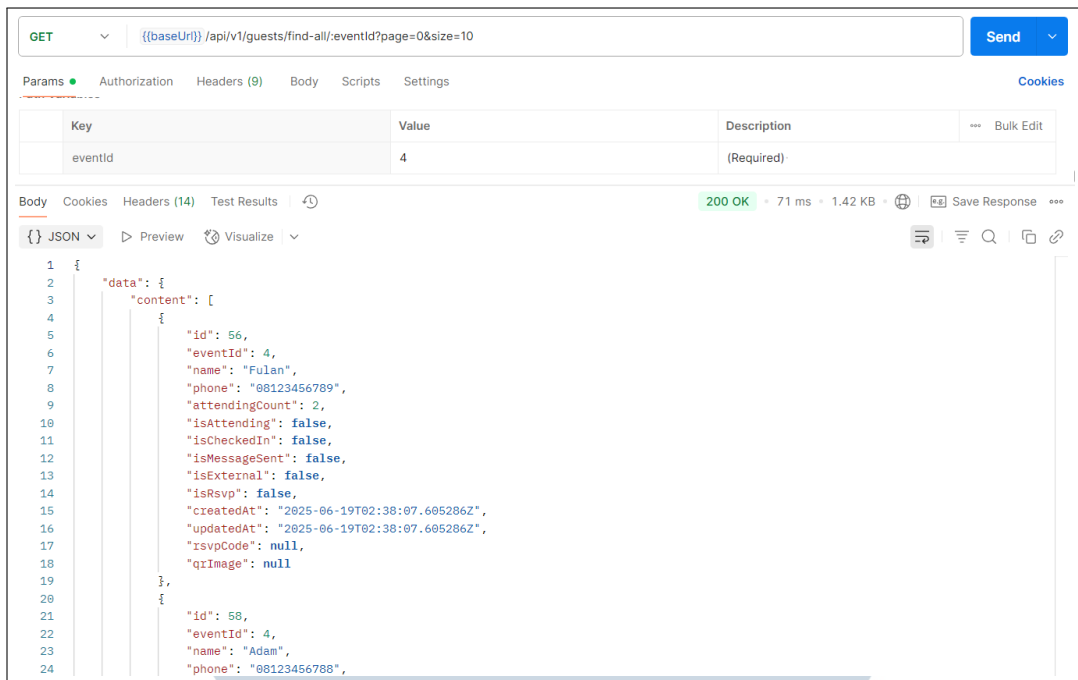 GET {{baseUrl}} /api/v1/guests/find-all/:eventId?page=0&size=10 Send
Params Authorization Headers (9) Body Scripts Settings Cookies
Key Value Description Bulk Edit
eventId 4 (Required)
Body Cookies Headers (14) Test Results 200 OK 71 ms 1.42 KB e.g. Save Response
{} JSON Preview Visualize
1 {
2 "data": {
3 "content": [
4 {
5 "id": 56,
6 "eventId": 4,
7 "name": "Fulan",
8 "phone": "08123456789",
9 "attendingCount": 2,
10 "isAttending": false,
11 "isCheckedIn": false,
12 "isMessageSent": false,
13 "isExternal": false,
14 "isRsvp": false,
15 "createdAt": "2025-06-19T02:38:07.605286Z",
16 "updatedAt": "2025-06-19T02:38:07.605286Z",
17 "rsvpCode": null,
18 "qrImage": null
19 },
20 {
21 "id": 58,
22 "eventId": 4,
23 "name": "Adam",
24 "phone": "08123456788",